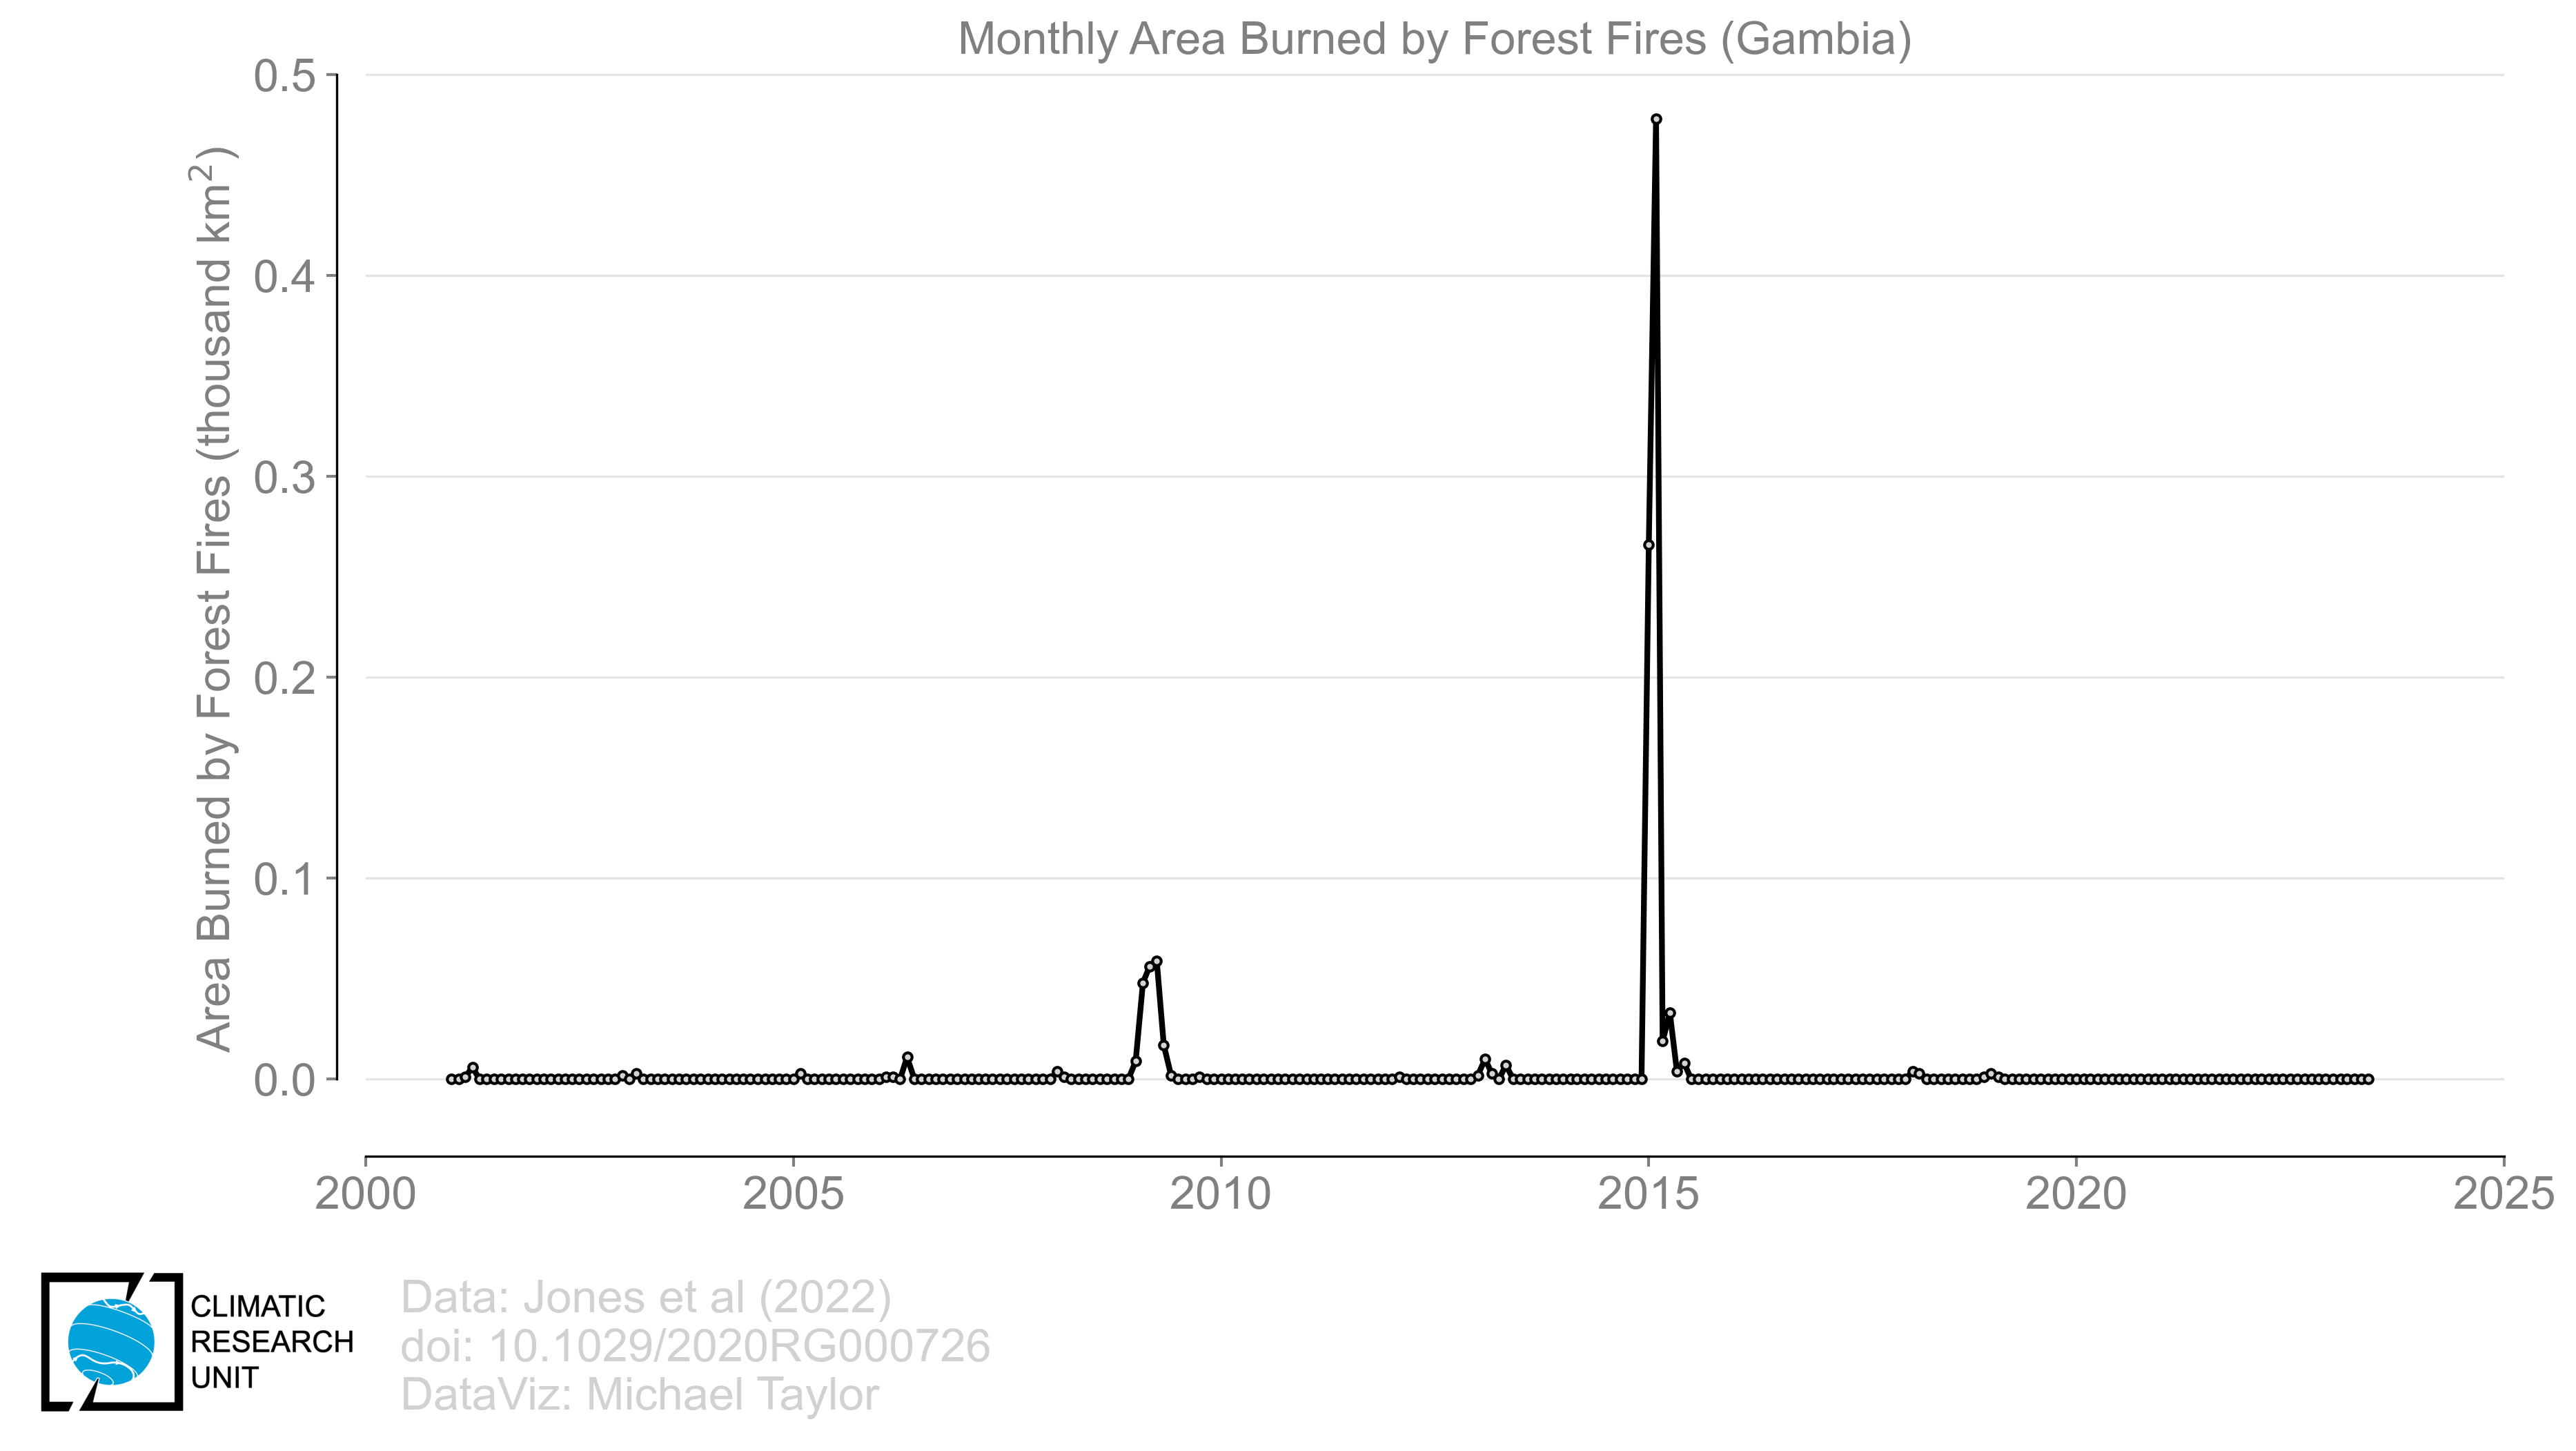 Monthly Area Burned by Forest Fires (Gambia)
Area Burned by Forest Fires (thousand km²)
0.5
0.4
0.3
0.2
0.1
0.0
2000
2005
2010
2015
2020
2025
CLIMATIC
RESEARCH
UNIT
Data: Jones et al (2022)
doi: 10.1029/2020RG000726
DataViz: Michael Taylor